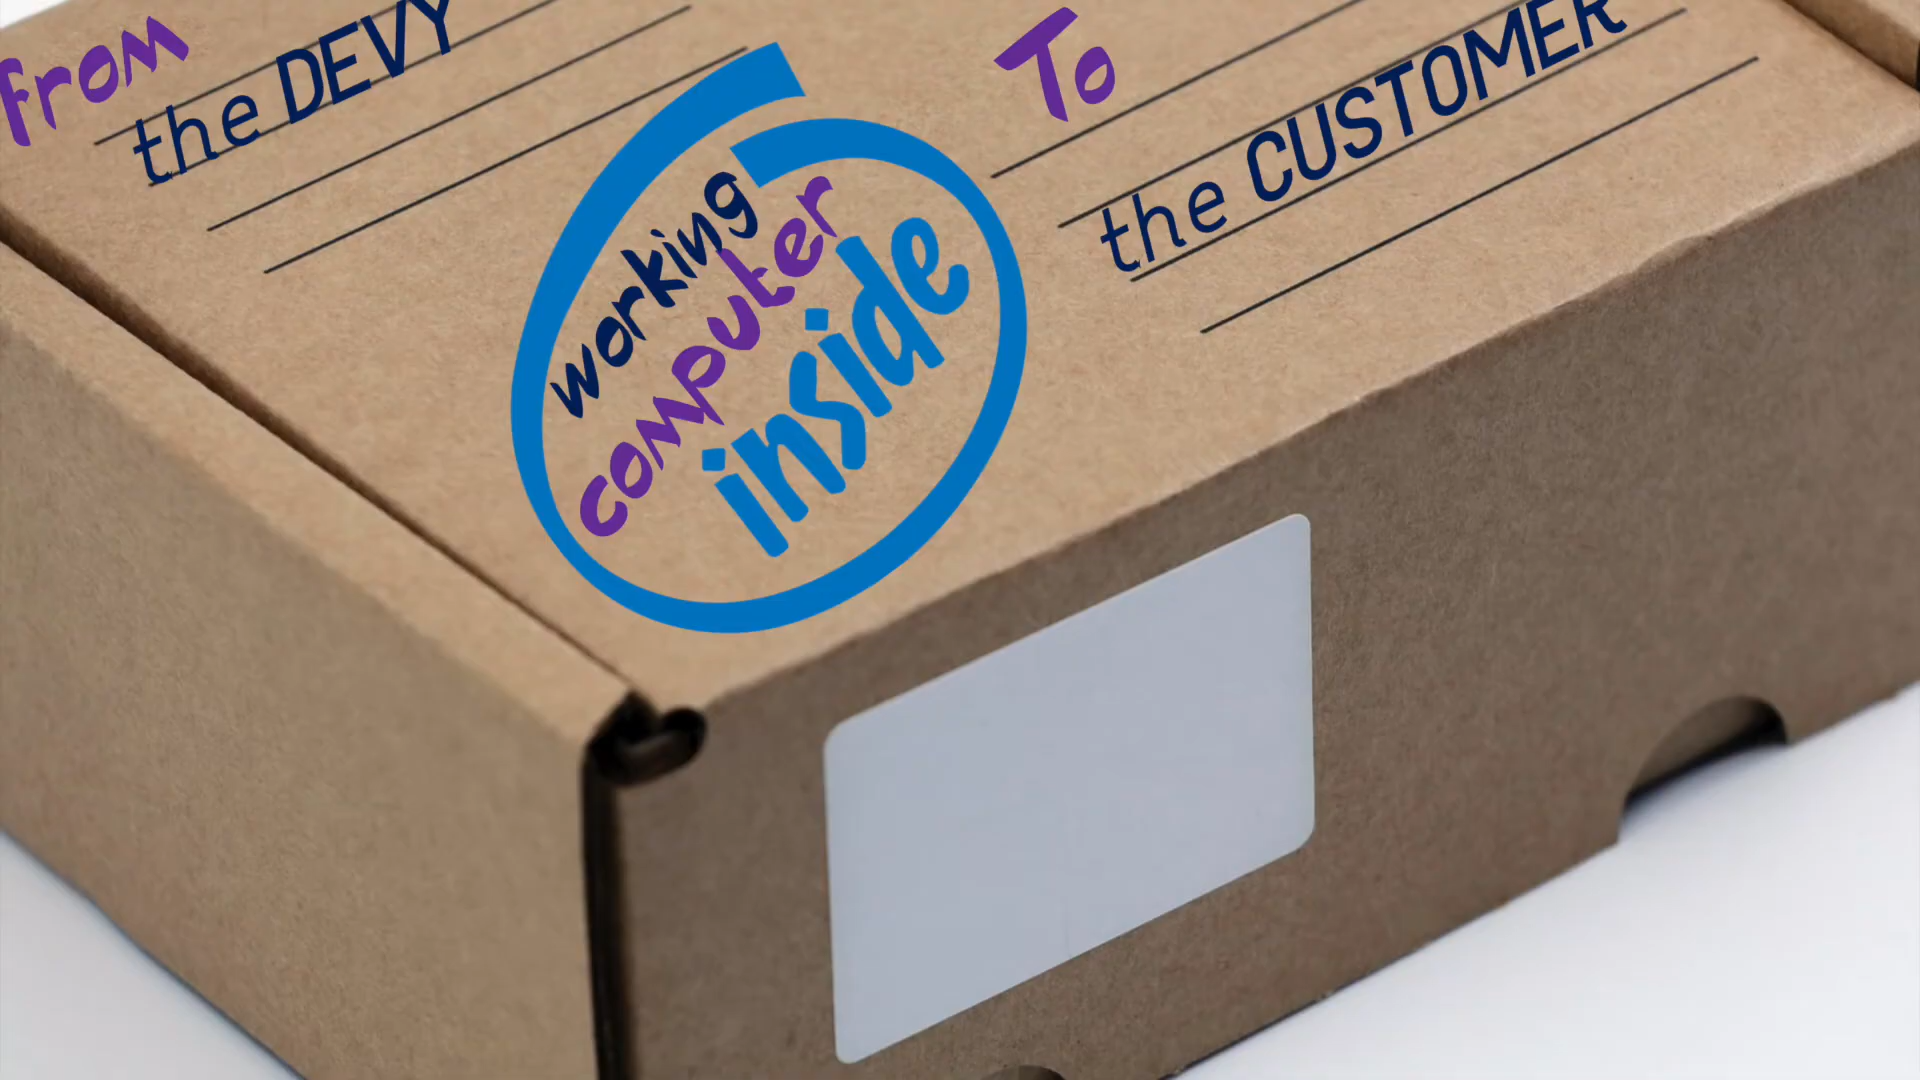 from
the DEVY
To
the CUSTOMER
working
computer
inside